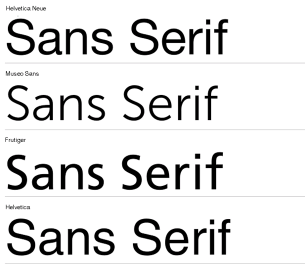 Helvetica Neue
Sans Serif
Museo Sans
Sans Serif
Frutiger
Sans Serif
Helvetica
Sans Serif